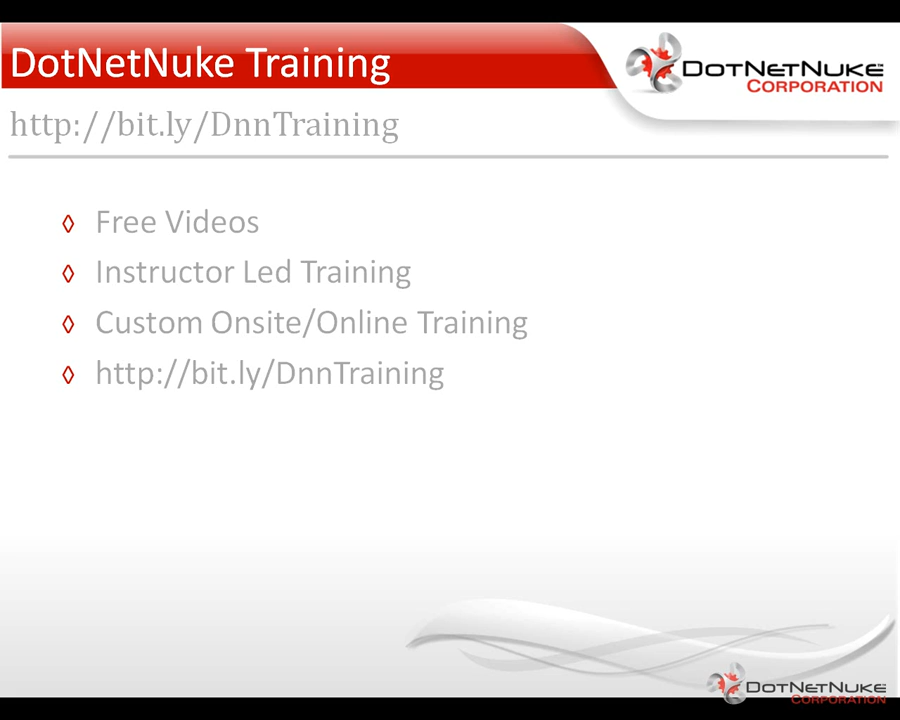 DotNetNuke Training
DOTNETNUKE
CORPORATION
http://bit.ly/DnnTraining
Free Videos
Instructor Led Training
Custom Onsite/Online Training
http://bit.ly/DnnTraining
DOTNETNUKE
CORPORATION